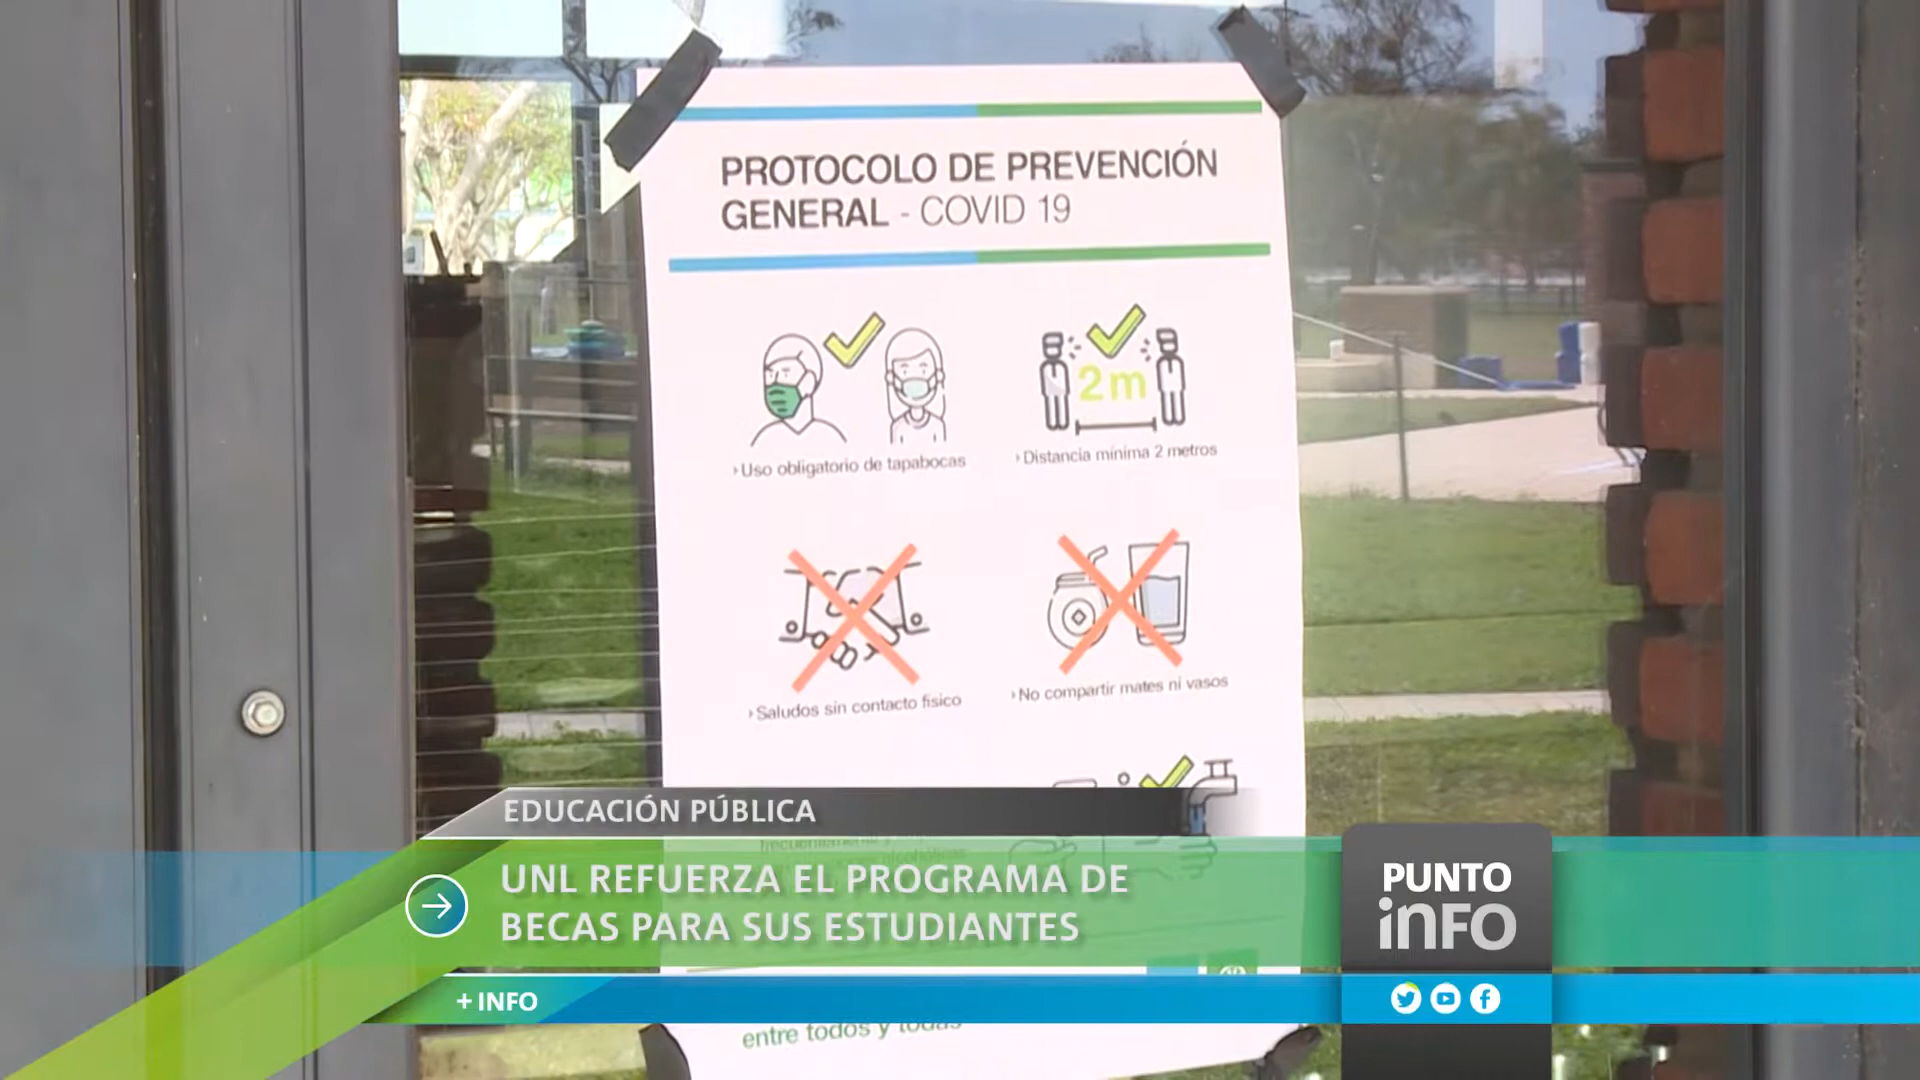 PROTOCOLO DE PREVENCIÓN
GENERAL - COVID 19
2m
› Uso obligatorio de tapabocas
› Distancia mínima 2 metros
› Saludos sin contacto físico
› No compartir mates ni vasos
EDUCACIÓN PÚBLICA
UNL REFUERZA EL PROGRAMA DE
BECAS PARA SUS ESTUDIANTES
PUNTO
iNFO
+ INFO
entre todos y todas